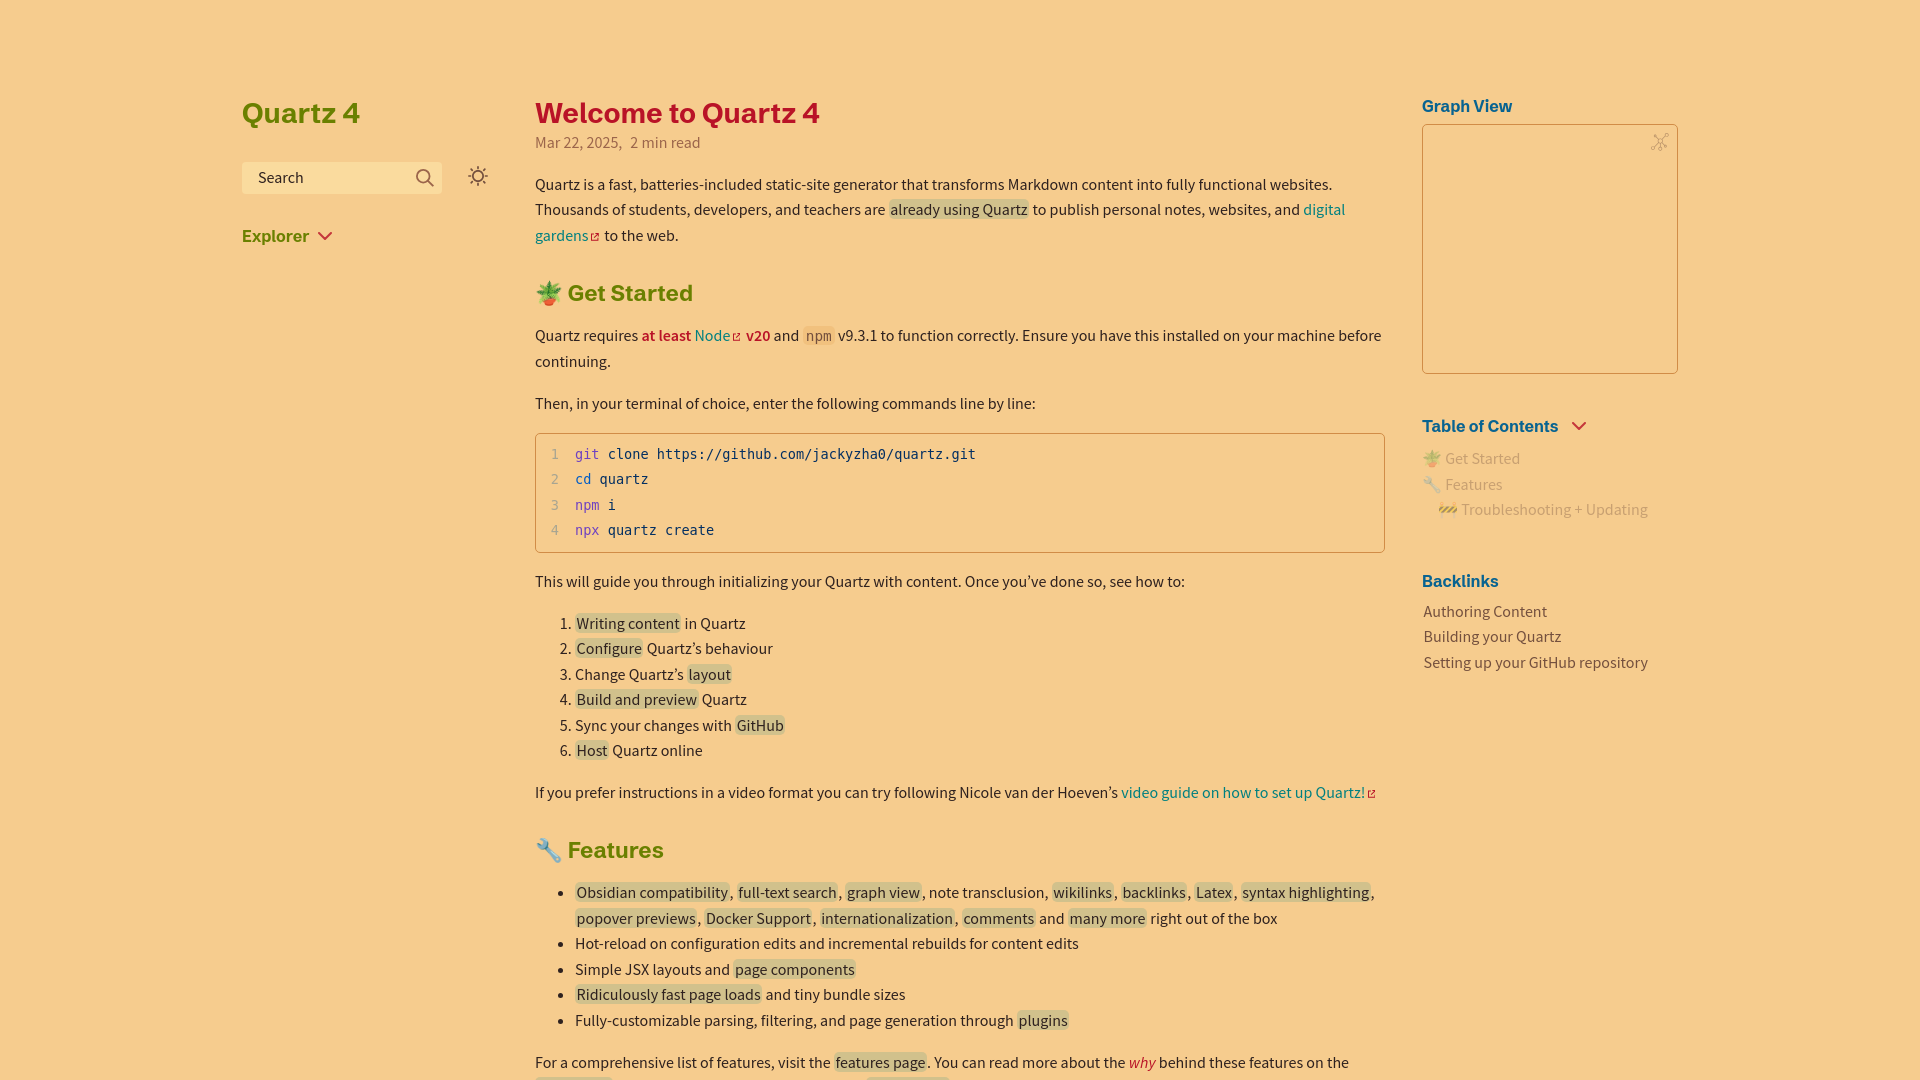 Quartz 4
Search
Explorer
Welcome to Quartz 4
Mar 22, 2025, 2 min read
Quartz is a fast, batteries-included static-site generator that transforms Markdown content into fully functional websites.
Thousands of students, developers, and teachers are already using Quartz to publish personal notes, websites, and digital
gardens to the web.
🪴 Get Started
Quartz requires at least Node v20 and npm v9.3.1 to function correctly. Ensure you have this installed on your machine before
continuing.
Then, in your terminal of choice, enter the following commands line by line:
1 git clone https://github.com/jackyzha0/quartz.git
2 cd quartz
3 npm i
4 npx quartz create
This will guide you through initializing your Quartz with content. Once you’ve done so, see how to:
1. Writing content in Quartz
2. Configure Quartz’s behaviour
3. Change Quartz’s layout
4. Build and preview Quartz
5. Sync your changes with GitHub
6. Host Quartz online
If you prefer instructions in a video format you can try following Nicole van der Hoeven’s video guide on how to set up Quartz!
🔧 Features
• Obsidian compatibility, full-text search, graph view, note transclusion, wikilinks, backlinks, Latex, syntax highlighting,
popover previews, Docker Support, internationalization, comments and many more right out of the box
• Hot-reload on configuration edits and incremental rebuilds for content edits
• Simple JSX layouts and page components
• Ridiculously fast page loads and tiny bundle sizes
• Fully-customizable parsing, filtering, and page generation through plugins
For a comprehensive list of features, visit the features page. You can read more about the why behind these features on the
Graph View
Table of Contents
🪴 Get Started
🔧 Features
🚧 Troubleshooting + Updating
Backlinks
Authoring Content
Building your Quartz
Setting up your GitHub repository